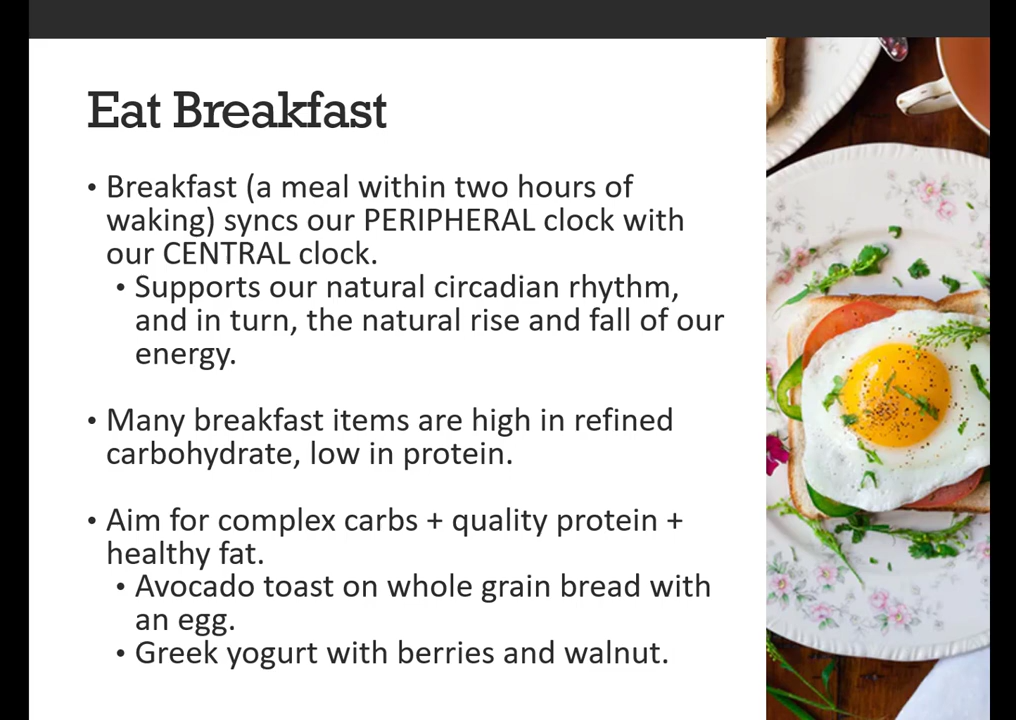 Eat Breakfast
• Breakfast (a meal within two hours of
waking) syncs our PERIPHERAL clock with
our CENTRAL clock.
• Supports our natural circadian rhythm,
and in turn, the natural rise and fall of our
energy.
• Many breakfast items are high in refined
carbohydrate, low in protein.
• Aim for complex carbs + quality protein +
healthy fat.
• Avocado toast on whole grain bread with
an egg.
• Greek yogurt with berries and walnut.